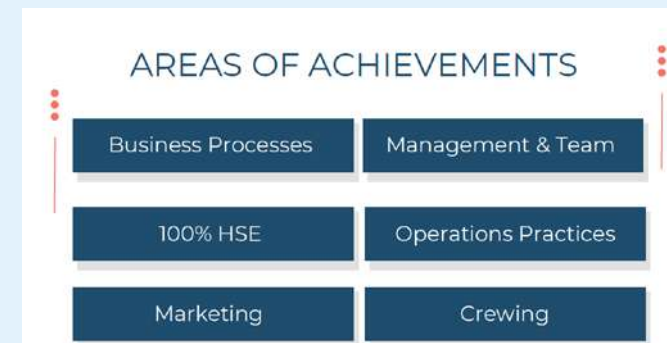 AREAS OF ACHIEVEMENTS
Business Processes
Management & Team
100% HSE
Operations Practices
Marketing
Crewing